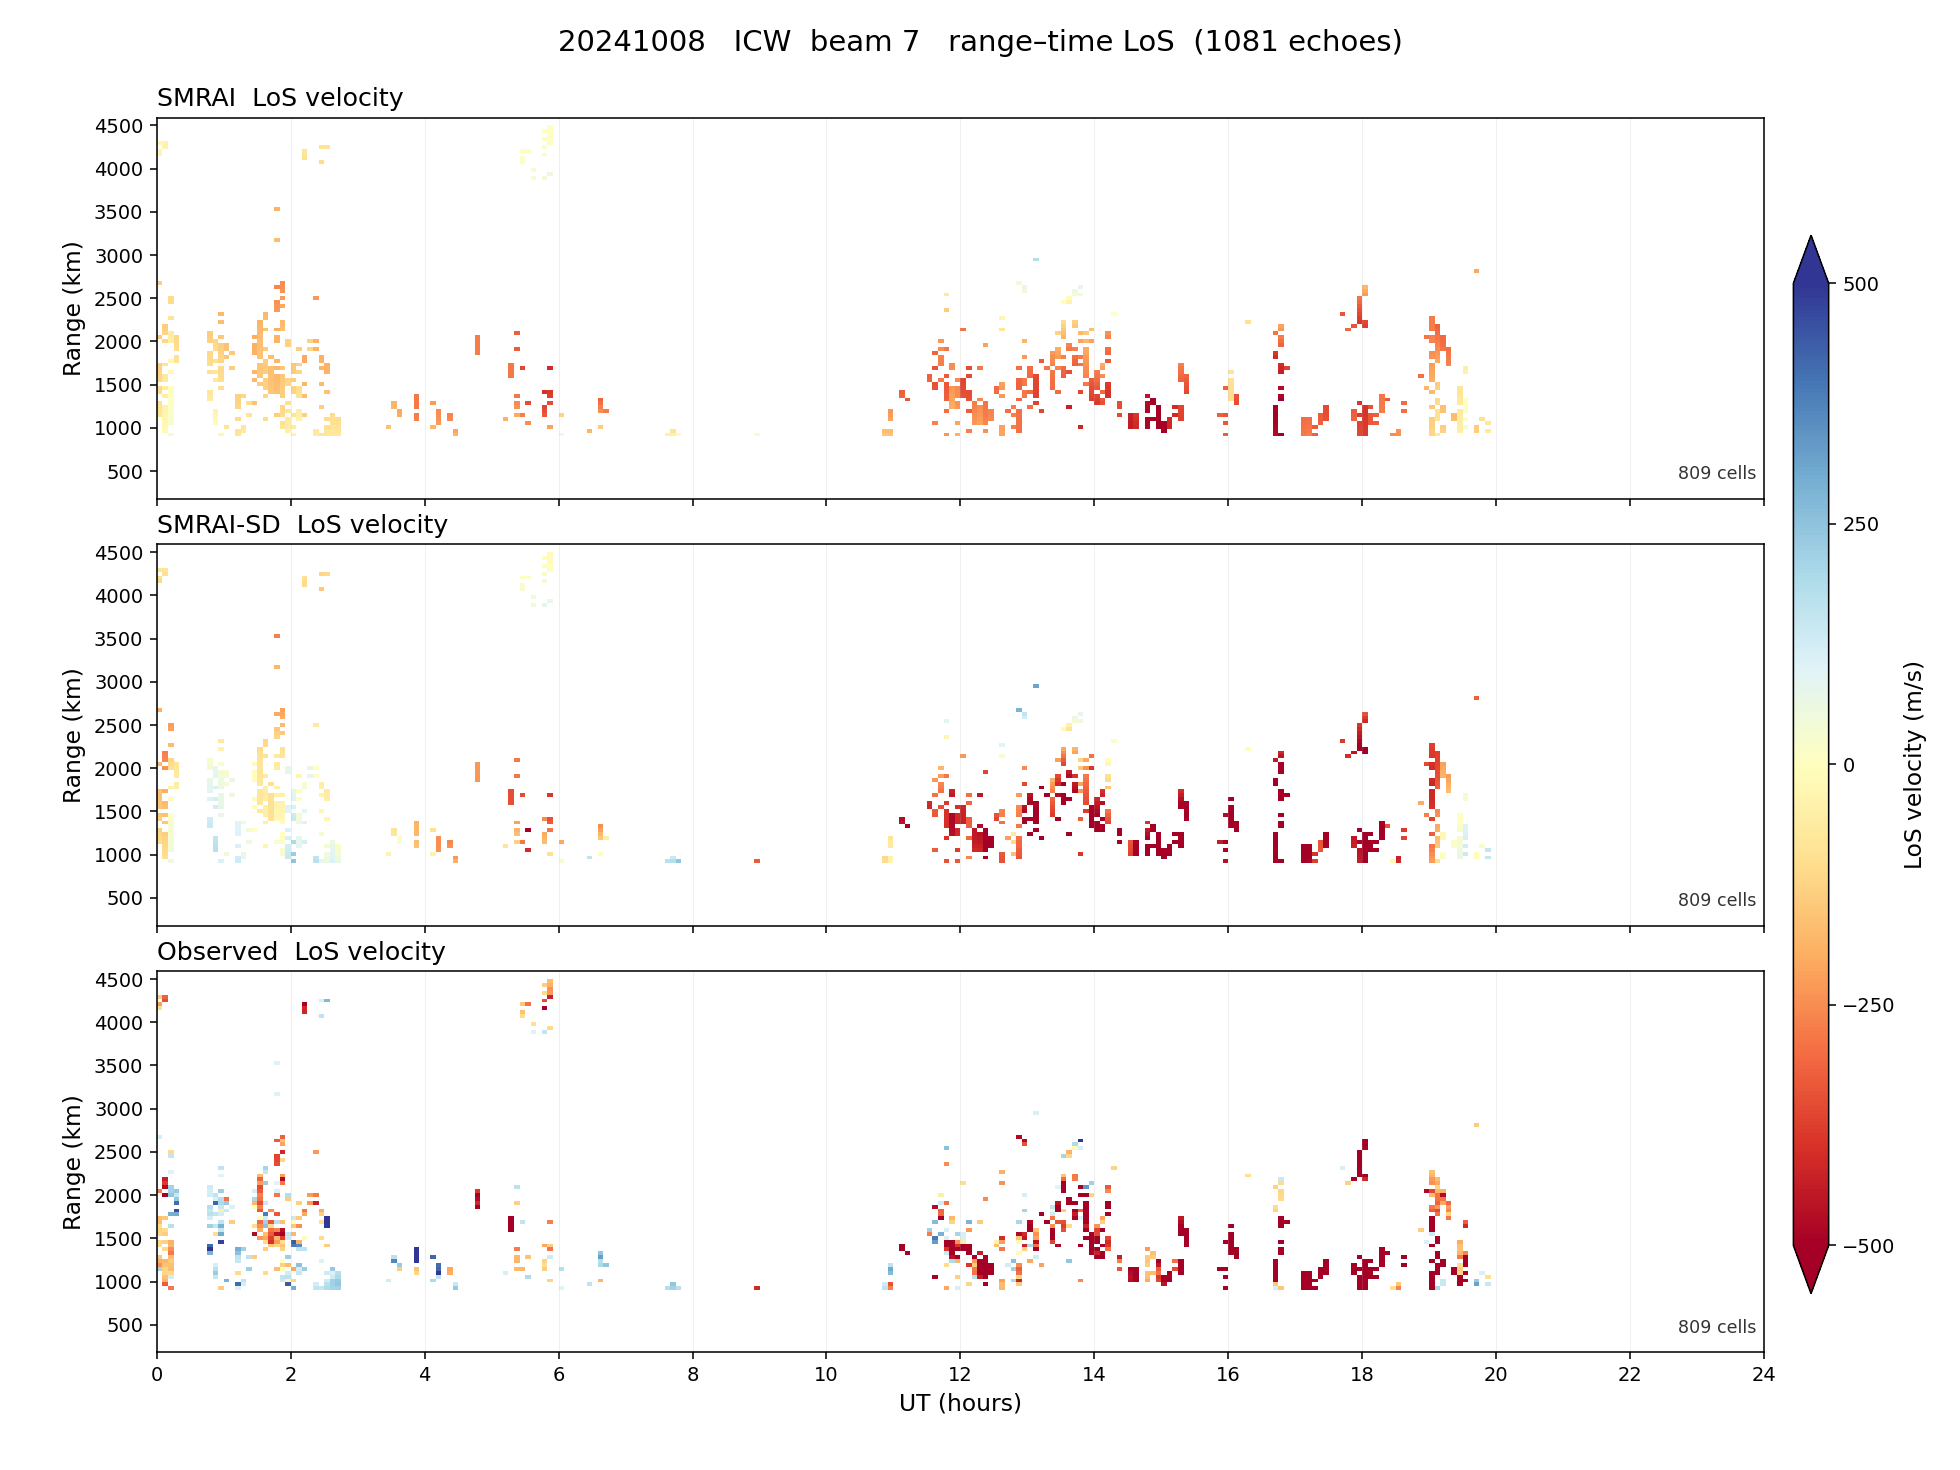 20241008   ICW  beam 7   range–time LoS  (1081 echoes)
SMRAI  LoS velocity
4500
4000
3500
3000
2500
2000
1500
1000
500
Range (km)
809 cells
SMRAI-SD  LoS velocity
4500
4000
3500
3000
2500
2000
1500
1000
500
Range (km)
809 cells
Observed  LoS velocity
4500
4000
3500
3000
2500
2000
1500
1000
500
Range (km)
809 cells
0 2 4 6 8 10 12 14 16 18 20 22 24
UT (hours)
500
250
0
−250
−500
LoS velocity (m/s)